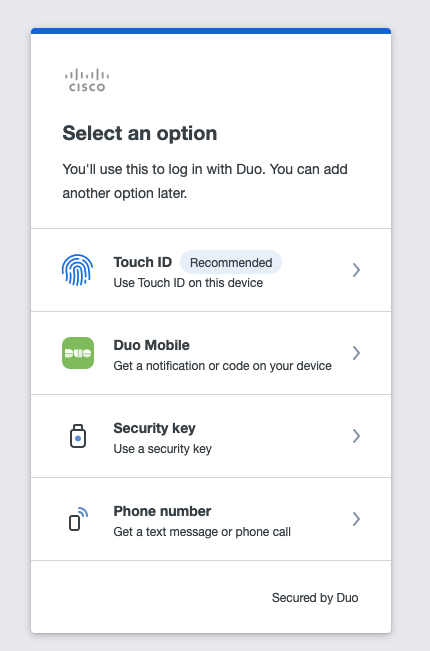 CISCO
Select an option
You'll use this to log in with Duo. You can add
another option later.
Touch ID Recommended
Use Touch ID on this device
DUO
Duo Mobile
Get a notification or code on your device
Security key
Use a security key
Phone number
Get a text message or phone call
Secured by Duo